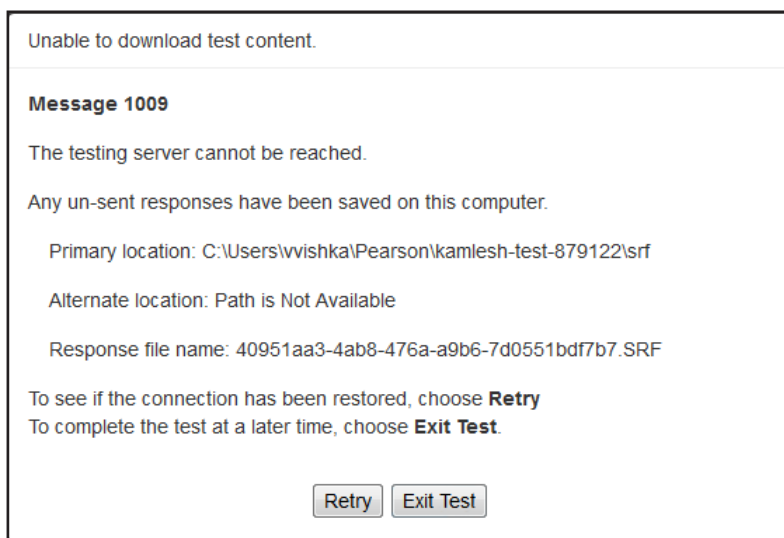 Unable to download test content.
Message 1009
The testing server cannot be reached.
Any un-sent responses have been saved on this computer.
Primary location: C:\Users\vvishka\Pearson\kamlesh-test-879122\srf
Alternate location: Path is Not Available
Response file name: 40951aa3-4ab8-476a-a9b6-7d0551bdf7b7.SRF
To see if the connection has been restored, choose Retry
To complete the test at a later time, choose Exit Test.
Retry Exit Test